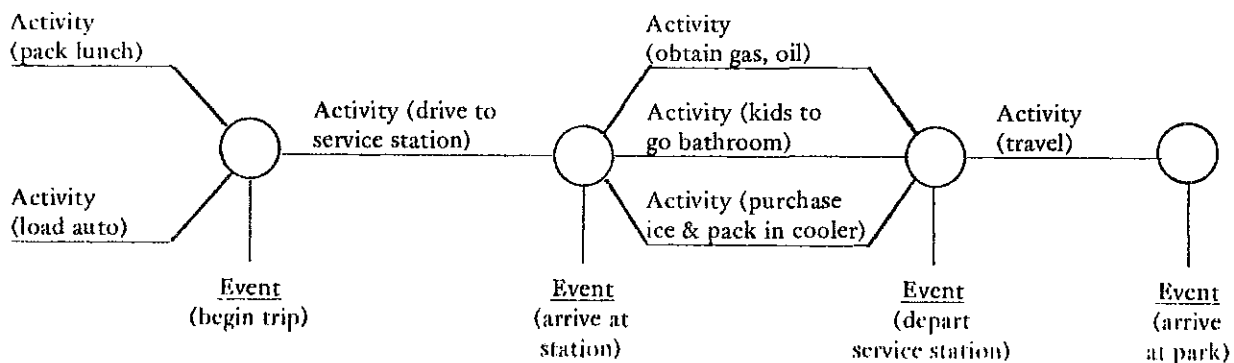 Activity
(pack lunch)
Activity
(load auto)
Activity (drive to
service station)
Activity
(obtain gas, oil)
Activity (kids to
go bathroom)
Activity (purchase
ice & pack in cooler)
Activity
(travel)
Event
(begin trip)
Event
(arrive at
station)
Event
(depart
service station)
Event
(arrive
at park)